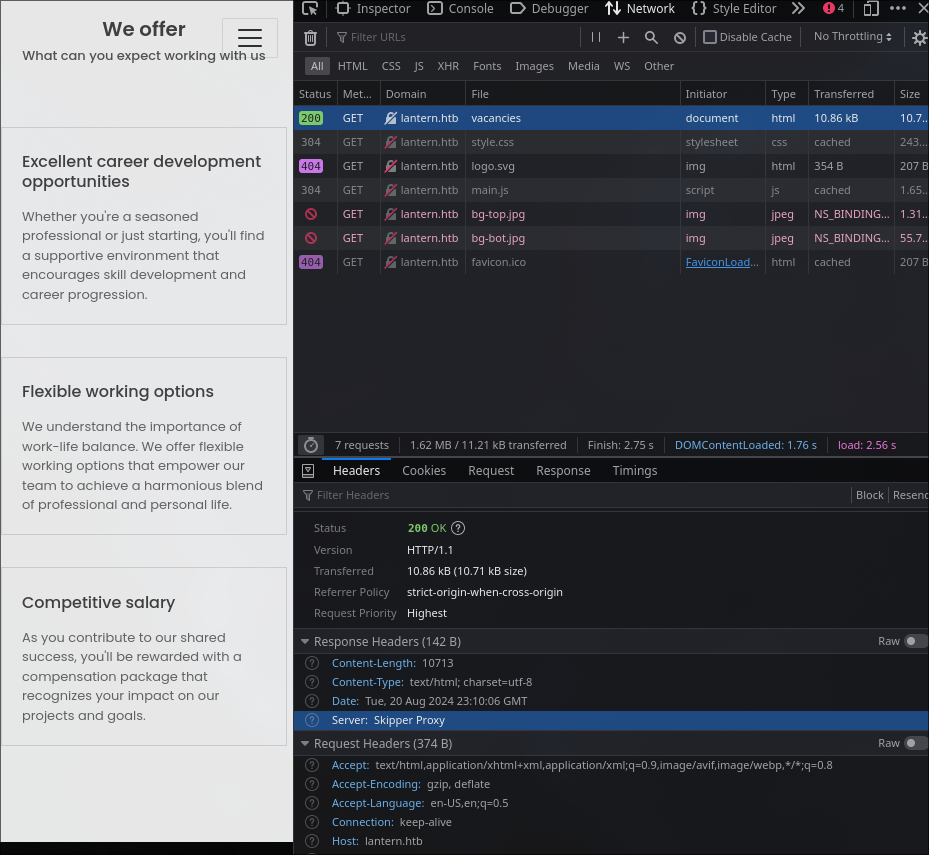 We offer
What can you expect working with us
Excellent career development
opportunities
Whether you're a seasoned
professional or just starting, you'll find
a supportive environment that
encourages skill development and
career progression.
Flexible working options
We understand the importance of
work-life balance. We offer flexible
working options that empower our
team to achieve a harmonious blend
of professional and personal life.
Competitive salary
As you contribute to our shared
success, you'll be rewarded with a
compensation package that
recognizes your impact on our
projects and goals.
Inspector Console Debugger Network Style Editor 4
Filter URLs Disable Cache No Throttling
All HTML CSS JS XHR Fonts Images Media WS Other
Status Met... Domain File Initiator Type Transferred Size
200 GET lantern.htb vacancies document html 10.86 kB 10.7...
304 GET lantern.htb style.css stylesheet css cached 243...
404 GET lantern.htb logo.svg img html 354 B 207 B
304 GET lantern.htb main.js script js cached 1.65...
GET lantern.htb bg-top.jpg img jpeg NS_BINDING... 1.31...
GET lantern.htb bg-bot.jpg img jpeg NS_BINDING... 55.7...
404 GET lantern.htb favicon.ico FaviconLoad... html cached 207 B
7 requests 1.62 MB / 11.21 kB transferred Finish: 2.75 s DOMContentLoaded: 1.76 s load: 2.56 s
Headers Cookies Request Response Timings
Filter Headers Block Resend
Status 200 OK
Version HTTP/1.1
Transferred 10.86 kB (10.71 kB size)
Referrer Policy strict-origin-when-cross-origin
Request Priority Highest
Response Headers (142 B) Raw
Content-Length: 10713
Content-Type: text/html; charset=utf-8
Date: Tue, 20 Aug 2024 23:10:06 GMT
Server: Skipper Proxy
Request Headers (374 B) Raw
Accept: text/html,application/xhtml+xml,application/xml;q=0.9,image/avif,image/webp,*/*;q=0.8
Accept-Encoding: gzip, deflate
Accept-Language: en-US,en;q=0.5
Connection: keep-alive
Host: lantern.htb